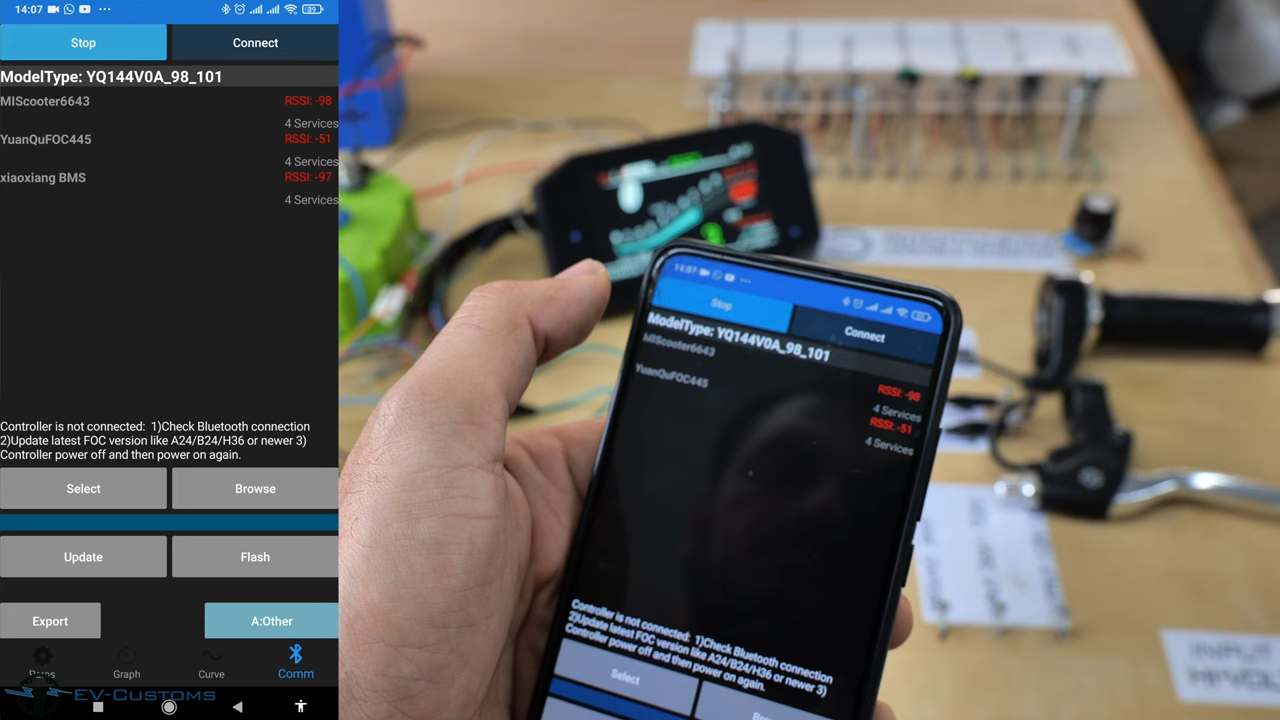 14:07
39
Stop
Connect
ModelType: YQ144V0A_98_101
MIScooter6643
RSSI: -98
4 Services
YuanQuFOC445
RSSI: -51
4 Services
xiaoxiang BMS
RSSI: -97
4 Services
Controller is not connected: 1)Check Bluetooth connection
2)Update latest FOC version like A24/B24/H36 or newer 3)
Controller power off and then power on again.
Select
Browse
Update
Flash
Export
A:Other
Graph
Curve
Comm
EV-CUSTOMS
14:07
Stop
Connect
ModelType: YQ144V0A_98_101
MIScooter6643
RSSI: -98
4 Services
YuanQuFOC445
RSSI: -51
4 Services
Controller is not connected: 1)Check Bluetooth connection
2)Update latest FOC version like A24/B24/H36 or newer 3)
Controller power off and then power on again.
Select
INPUT